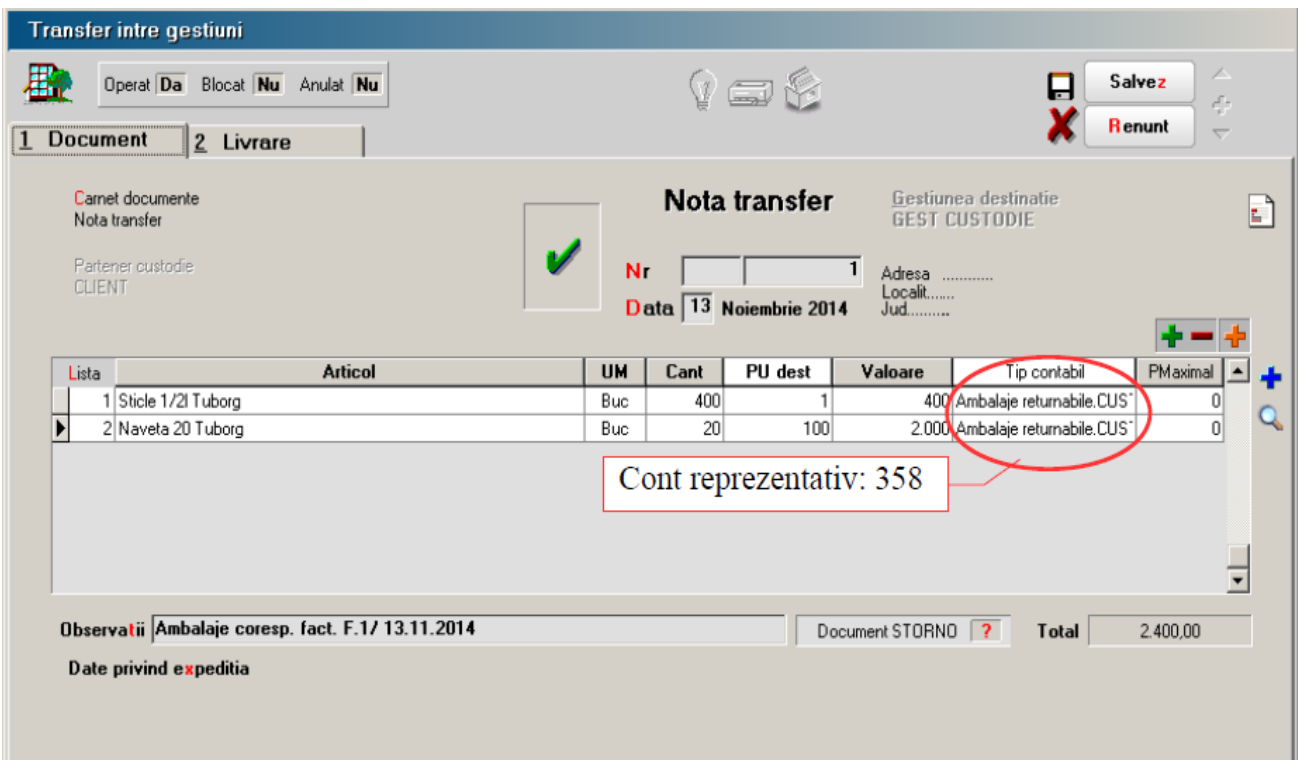 Transfer intre gestiuni
Operat Da Blocat Nu Anulat Nu
Salvez
Renunt
1 Document 2 Livrare
Carnet documente
Nota transfer
Partener custodie
CLIENT
Nota transfer
Nr 1
Data 13 Noiembrie 2014
Gestiunea destinatie
GEST CUSTODIE
Adresa ............
Localit.......
Jud..........
Lista Articol UM Cant PU dest Valoare Tip contabil PMaximal
1 Sticle 1/2l Tuborg Buc 400 1 400 Ambalaje returnabile.CUS 0
2 Naveta 20 Tuborg Buc 20 100 2.000 Ambalaje returnabile.CUS 0
Cont reprezentativ: 358
Observatii Ambalaje coresp. fact. F.1/ 13.11.2014
Document STORNO ? Total 2.400,00
Date privind expeditia